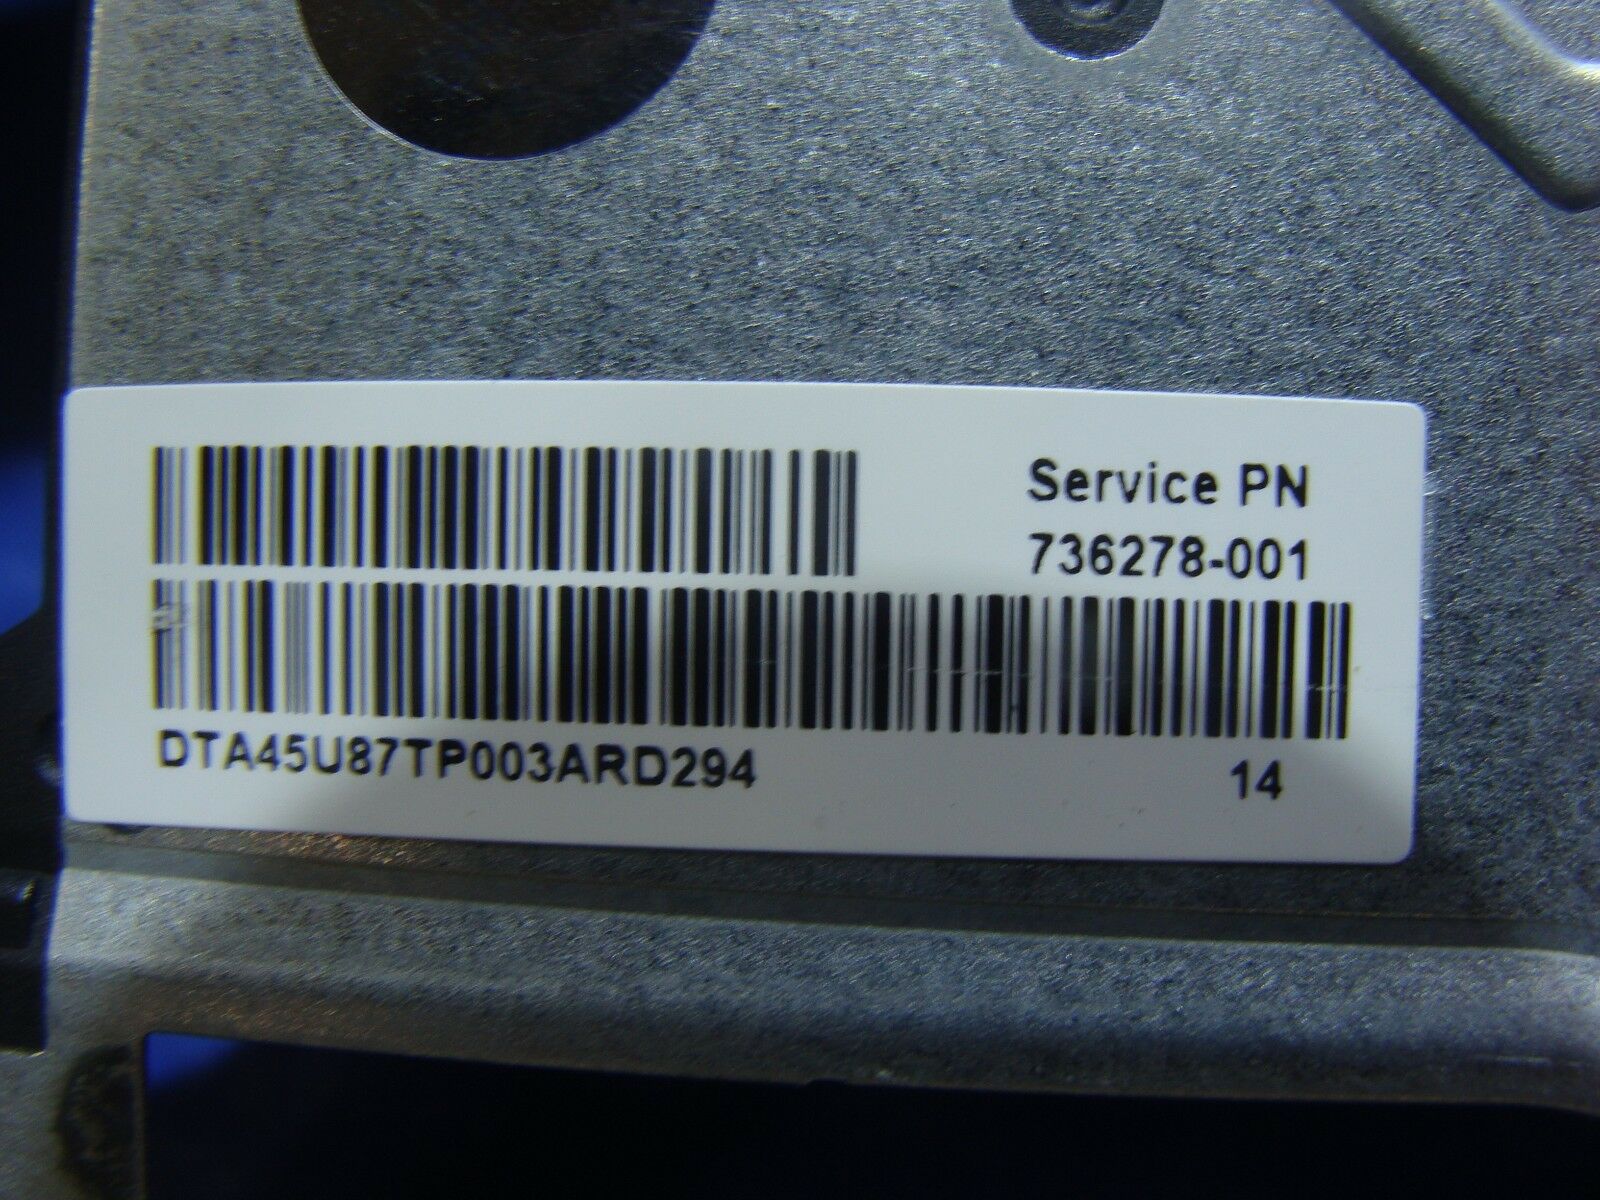 Service PN
736278-001
DTA45U87TP003ARD294
14